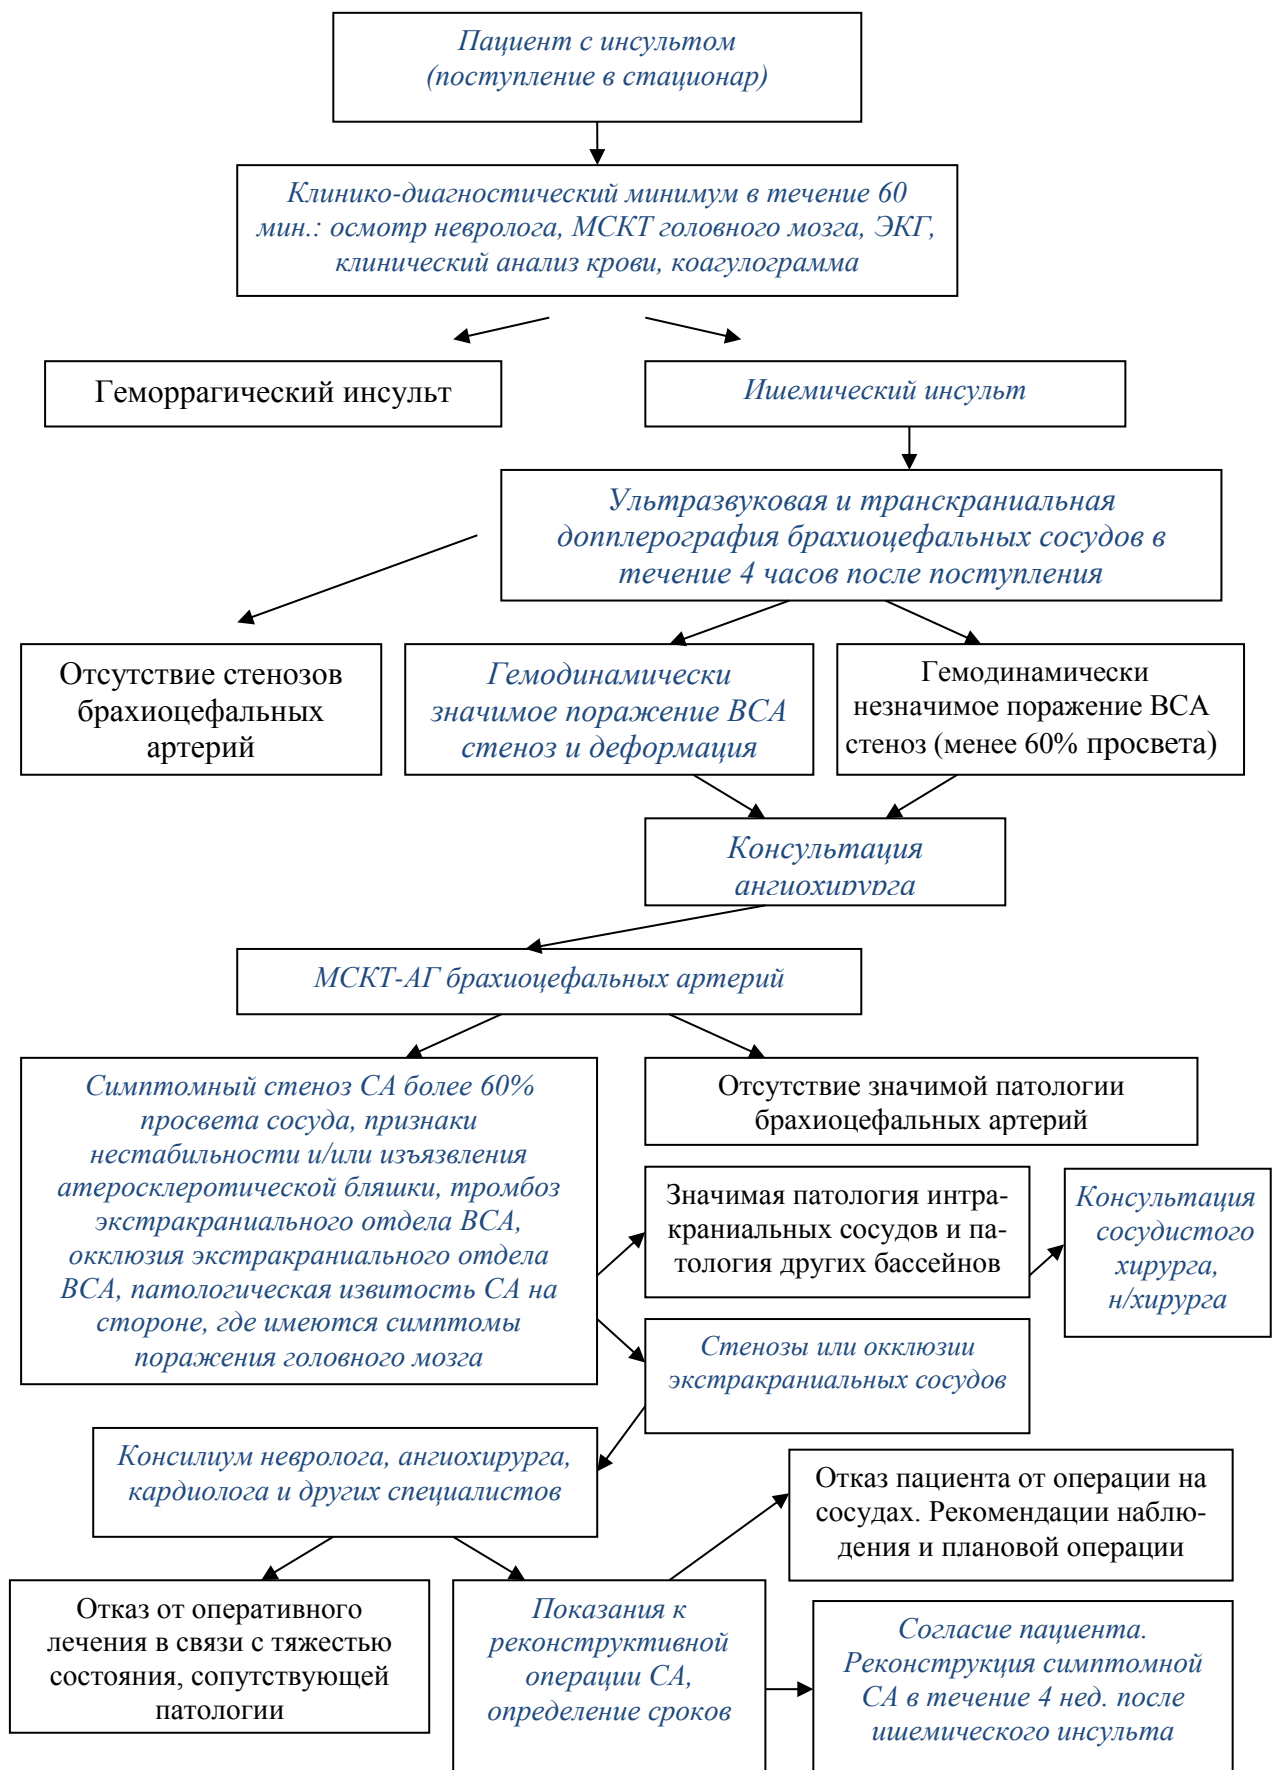 Пациент с инсультом
(поступление в стационар)
Клинико-диагностический минимум в течение 60
мин.: осмотр невролога, МСКТ головного мозга, ЭКГ,
клинический анализ крови, коагулограмма
Геморрагический инсульт
Ишемический инсульт
Ультразвуковая и транскраниальная
допплерография брахиоцефальных сосудов в
течение 4 часов после поступления
Отсутствие стенозов
брахиоцефальных
артерий
Гемодинамически
значимое поражение ВСА
стеноз и деформация
Гемодинамически
незначимое поражение ВСА
стеноз (менее 60% просвета)
Консультация
ангиохирурга
МСКТ-АГ брахиоцефальных артерий
Симптомный стеноз СА более 60%
просвета сосуда, признаки
нестабильности и/или изъязвления
атеросклеротической бляшки, тромбоз
экстракраниального отдела ВСА,
окклюзия экстракраниального отдела
ВСА, патологическая извитость СА на
стороне, где имеются симптомы
поражения головного мозга
Отсутствие значимой патологии
брахиоцефальных артерий
Значимая патология интра-
краниальных сосудов и па-
тология других бассейнов
Консультация
сосудистого
хирурга,
н/хирурга
Стенозы или окклюзии
экстракраниальных сосудов
Консилиум невролога, ангиохирурга,
кардиолога и других специалистов
Отказ пациента от операции на
сосудах. Рекомендации наблю-
дения и плановой операции
Отказ от оперативного
лечения в связи с тяжестью
состояния, сопутствующей
патологии
Показания к
реконструктивной
операции СА,
определение сроков
Согласие пациента.
Реконструкция симптомной
СА в течение 4 нед. после
ишемического инсульта